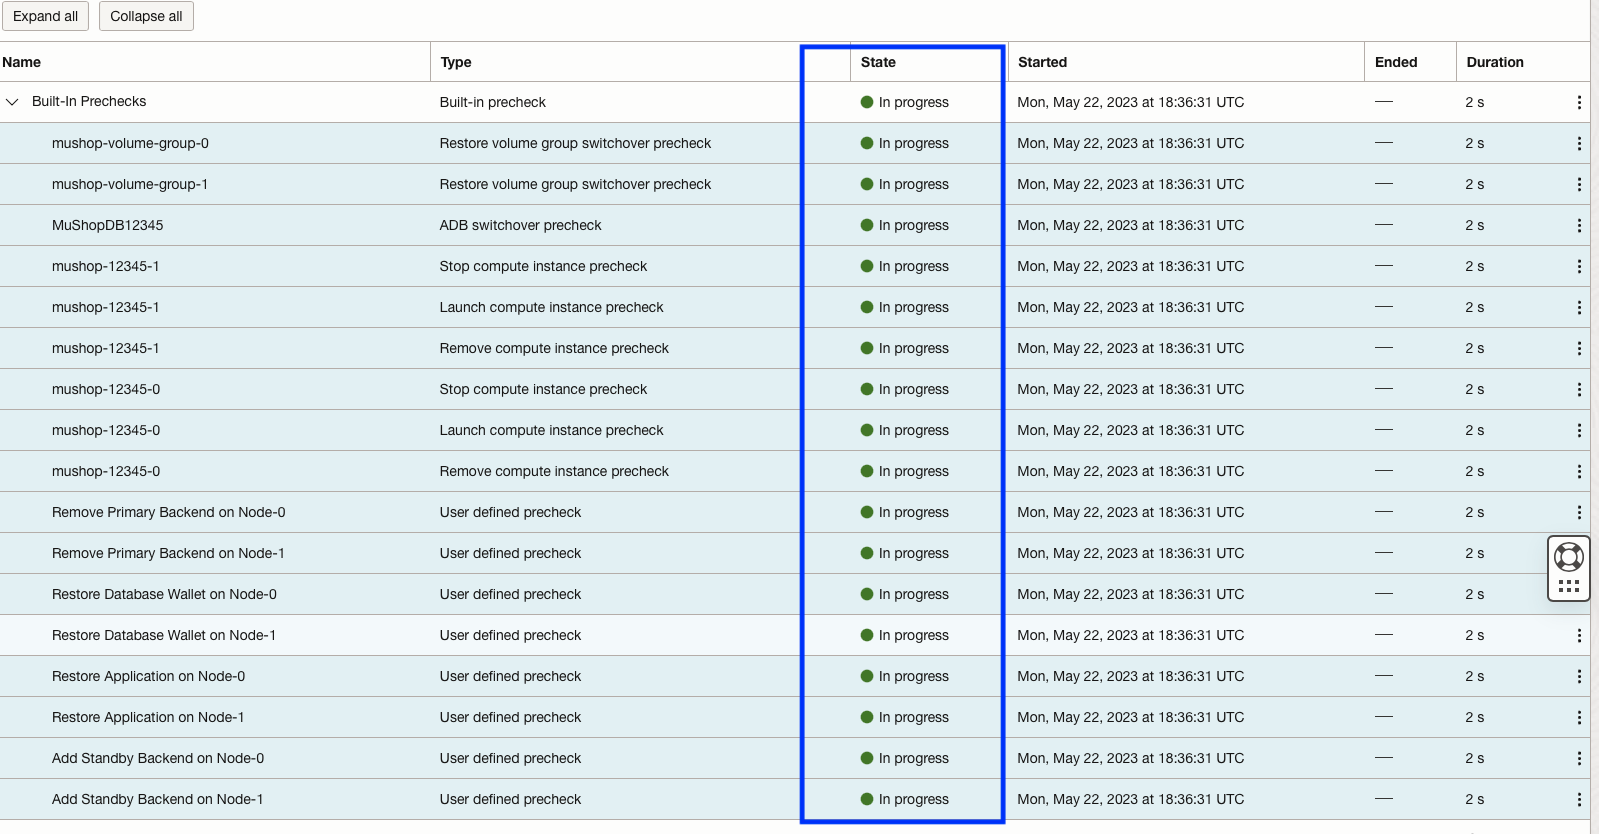 Expand all Collapse all
Name Type State Started Ended Duration
Built-In Prechecks Built-in precheck In progress Mon, May 22, 2023 at 18:36:31 UTC — 2 s
mushop-volume-group-0 Restore volume group switchover precheck In progress Mon, May 22, 2023 at 18:36:31 UTC — 2 s
mushop-volume-group-1 Restore volume group switchover precheck In progress Mon, May 22, 2023 at 18:36:31 UTC — 2 s
MuShopDB12345 ADB switchover precheck In progress Mon, May 22, 2023 at 18:36:31 UTC — 2 s
mushop-12345-1 Stop compute instance precheck In progress Mon, May 22, 2023 at 18:36:31 UTC — 2 s
mushop-12345-1 Launch compute instance precheck In progress Mon, May 22, 2023 at 18:36:31 UTC — 2 s
mushop-12345-1 Remove compute instance precheck In progress Mon, May 22, 2023 at 18:36:31 UTC — 2 s
mushop-12345-0 Stop compute instance precheck In progress Mon, May 22, 2023 at 18:36:31 UTC — 2 s
mushop-12345-0 Launch compute instance precheck In progress Mon, May 22, 2023 at 18:36:31 UTC — 2 s
mushop-12345-0 Remove compute instance precheck In progress Mon, May 22, 2023 at 18:36:31 UTC — 2 s
Remove Primary Backend on Node-0 User defined precheck In progress Mon, May 22, 2023 at 18:36:31 UTC — 2 s
Remove Primary Backend on Node-1 User defined precheck In progress Mon, May 22, 2023 at 18:36:31 UTC — 2 s
Restore Database Wallet on Node-0 User defined precheck In progress Mon, May 22, 2023 at 18:36:31 UTC — 2 s
Restore Database Wallet on Node-1 User defined precheck In progress Mon, May 22, 2023 at 18:36:31 UTC — 2 s
Restore Application on Node-0 User defined precheck In progress Mon, May 22, 2023 at 18:36:31 UTC — 2 s
Restore Application on Node-1 User defined precheck In progress Mon, May 22, 2023 at 18:36:31 UTC — 2 s
Add Standby Backend on Node-0 User defined precheck In progress Mon, May 22, 2023 at 18:36:31 UTC — 2 s
Add Standby Backend on Node-1 User defined precheck In progress Mon, May 22, 2023 at 18:36:31 UTC — 2 s